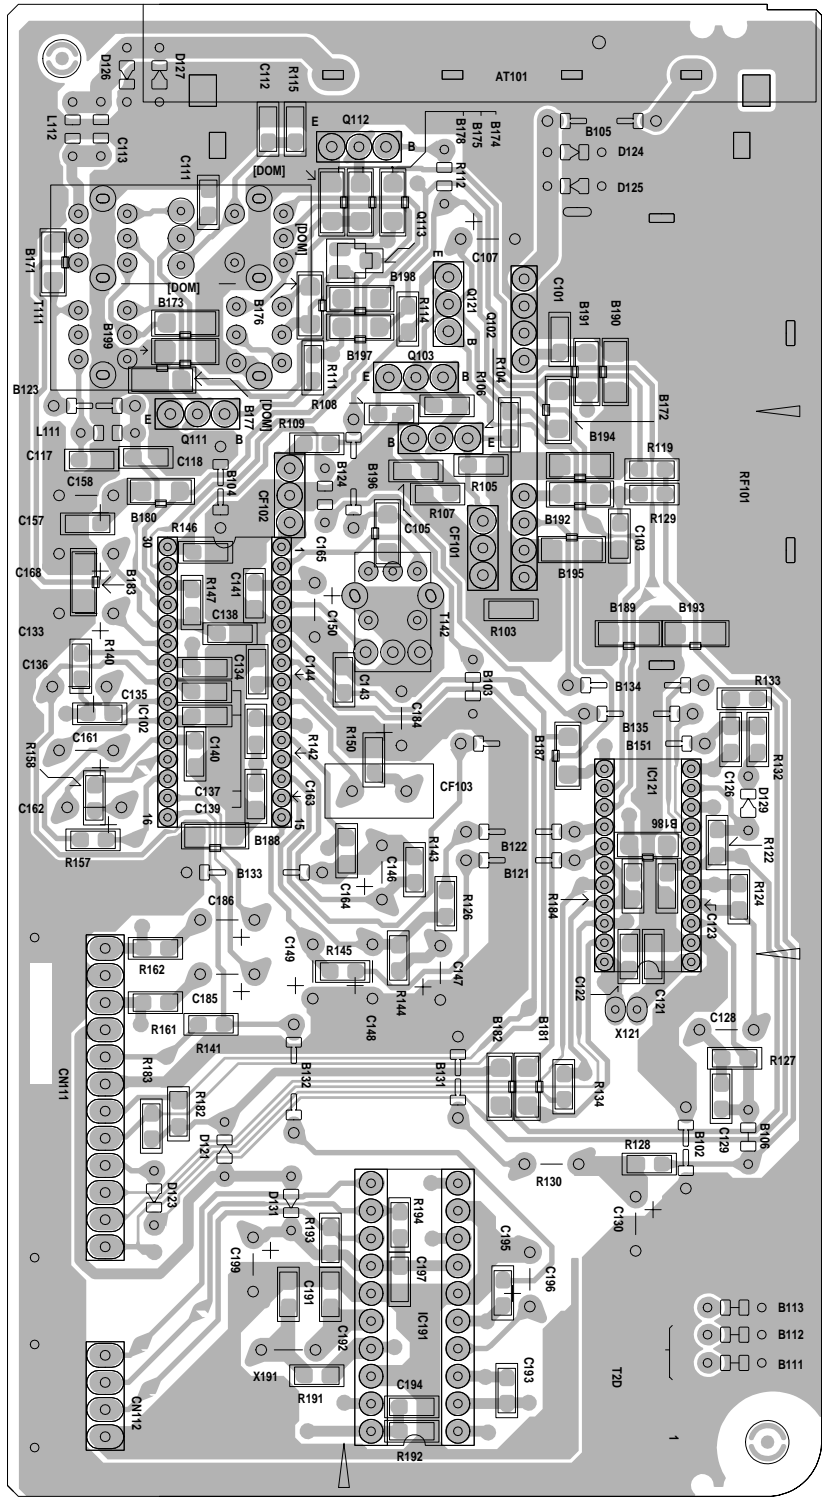 D126
D127
C112
R115
AT101
L112
C113
E
Q112
B
B178
B175
B174
B105
D124
D125
C111
[DOM]
R112
Q113
[DOM]
C107
B171
T111
[DOM]
B173
B176
B199
B198
E
Q121
B
Q102
R114
C101
B191
B190
B197
R111
E
Q103
B
R106
R104
B172
B123
R108
L111
E
Q111
B
B177
[DOM]
R109
B
E
B194
R119
C117
C118
C158
B104
CF102
B124
B196
R105
R107
RF101
C157
B180
R146
C105
CF101
B192
C103
R129
30
1
C165
B195
C168
B183
R147
C141
C138
C150
T142
R103
B189
B193
C133
R140
C136
C134
C144
C143
B103
B134
R133
C135
IC102
C184
B135
C161
R158
C140
R142
R150
B187
B151
IC121
C126
R132
D129
C162
C137
C139
C163
CF103
16
15
R157
B188
R143
B186
R122
B122
B133
C164
C146
B121
R184
R124
R126
C123
C186
R162
C149
R145
C147
R144
C148
C122
C121
X121
C185
R161
R141
C128
CN111
B132
B131
B182
B181
R127
R183
R182
R134
C129
B102
B106
D121
R128
R130
D123
D131
R193
R194
C130
C199
C195
C196
C191
C197
C192
IC191
B113
B112
B111
X191
R191
C193
T2D
CN112
C194
R192
1